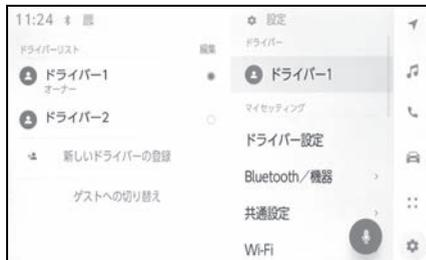 11:24
ドライバーリスト
編集
ドライバー1
オーナー
ドライバー2
新しいドライバーの登録
ゲストへの切り替え
設定
ドライバー
ドライバー1
マイセッティング
ドライバー設定
Bluetooth／機器
共通設定
Wi-Fi